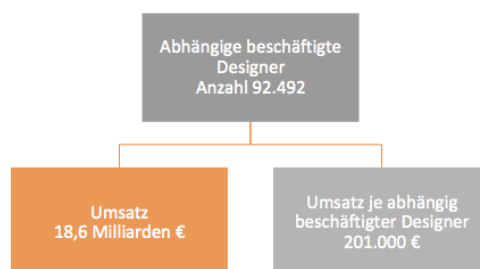 Abhängige beschäftigte
Designer
Anzahl 92.492
Umsatz
18,6 Milliarden €
Umsatz je abhängig
beschäftigter Designer
201.000 €